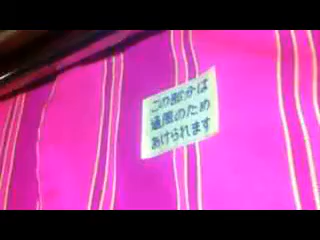 この部分は
通風のため
あけられます